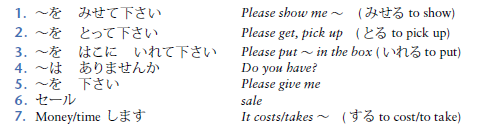 1. ～を みせて下さい Please show me ～ (みせる to show)
2. ～を とって下さい Please get, pick up (とる to pick up)
3. ～を はこに いれて下さい Please put ～ in the box (いれる to put)
4. ～は ありませんか Do you have?
5. ～を 下さい Please give me
6. セール sale
7. Money/time します It costs/takes ～ (する to cost/to take)